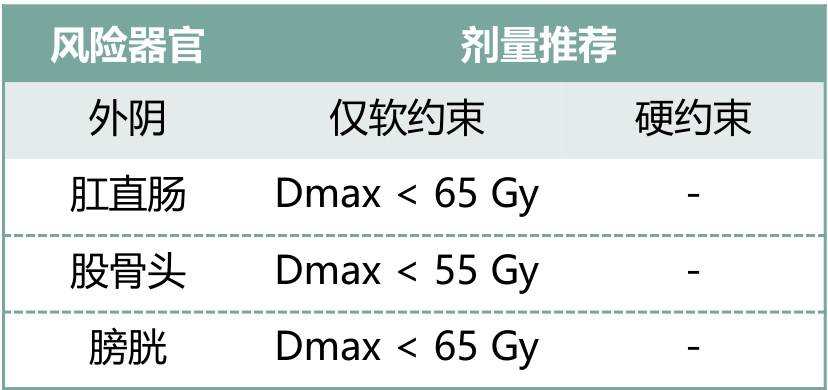 风险器官 剂量推荐
外阴 仅软约束 硬约束
肛直肠 Dmax < 65 Gy -
股骨头 Dmax < 55 Gy -
膀胱 Dmax < 65 Gy -